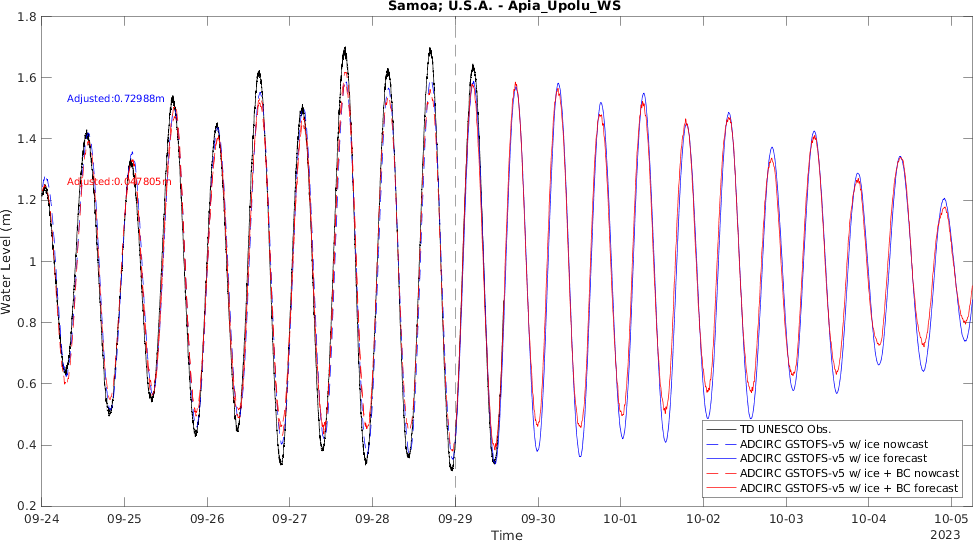 Samoa; U.S.A. - Apia_Upolu_WS
Water Level (m)
1.8
1.6
1.4
1.2
1
0.8
0.6
0.4
0.2
Adjusted:0.72988m
Adjusted:0.047805m
TD UNESCO Obs.
ADCIRC GSTOFS-v5 w/ ice nowcast
ADCIRC GSTOFS-v5 w/ ice forecast
ADCIRC GSTOFS-v5 w/ ice + BC nowcast
ADCIRC GSTOFS-v5 w/ ice + BC forecast
09-24 09-25 09-26 09-27 09-28 09-29 09-30 10-01 10-02 10-03 10-04 10-05
Time
2023